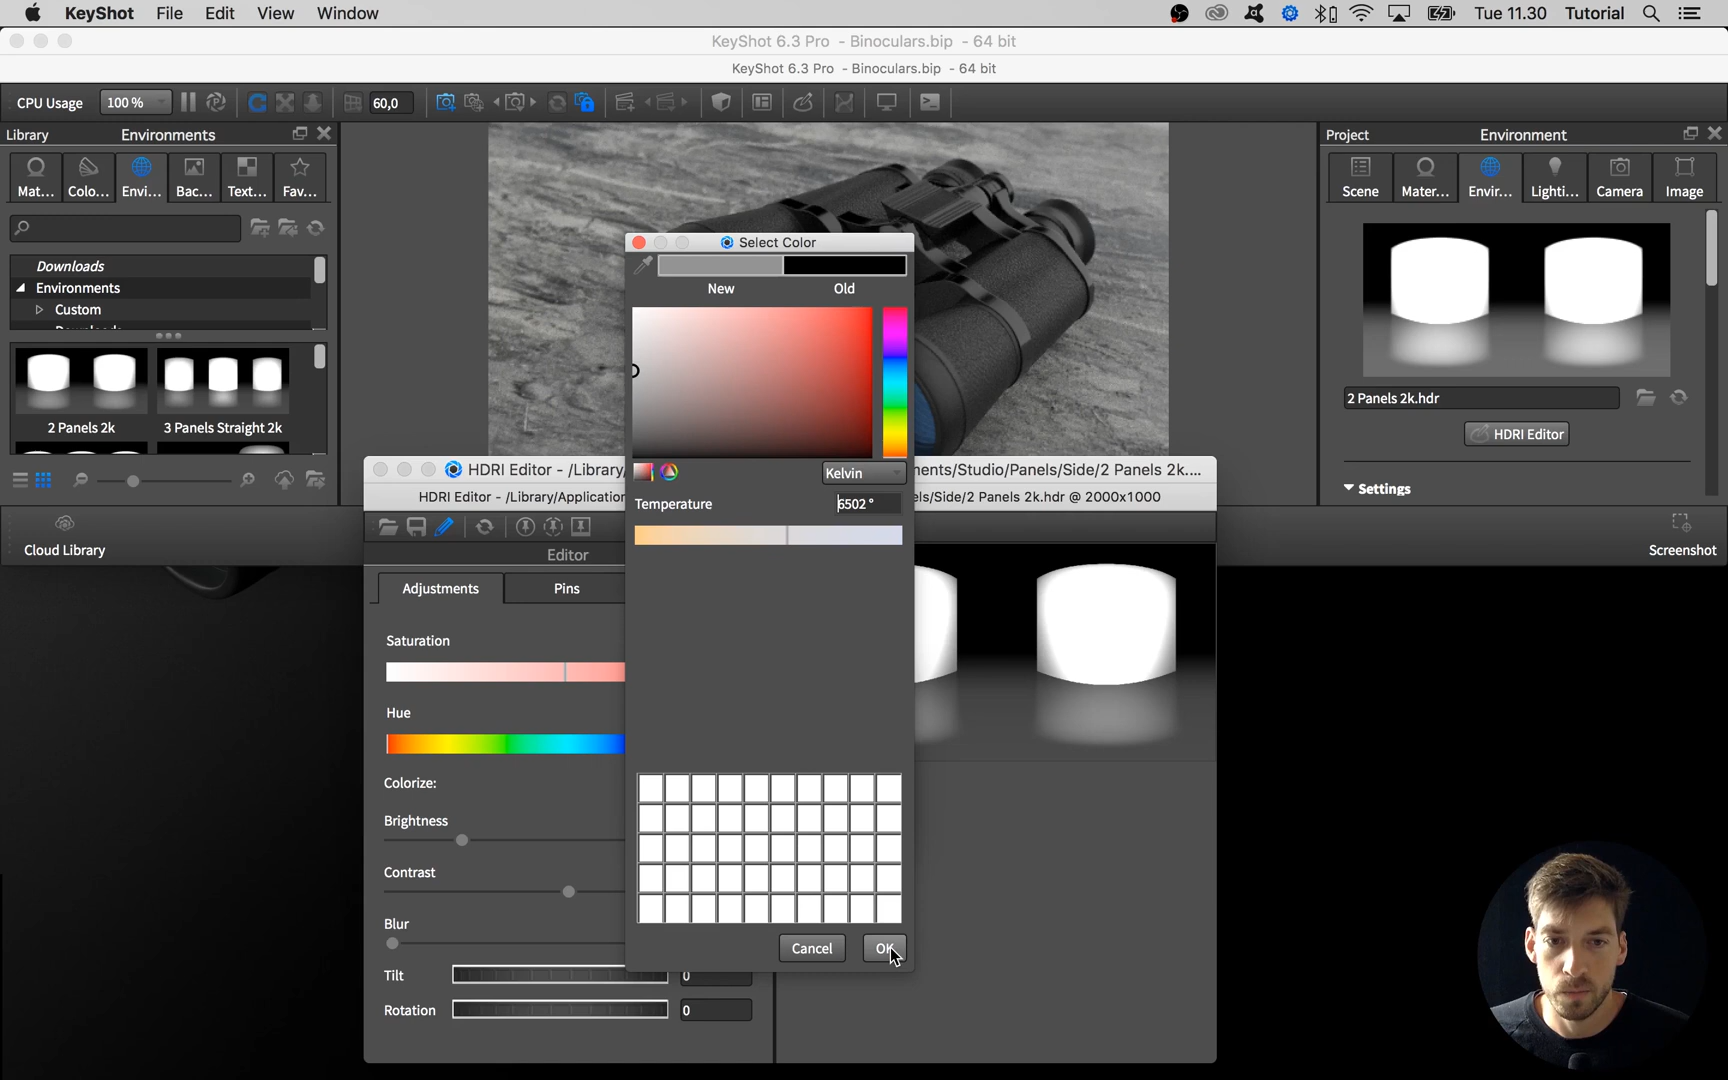 KeyShot File Edit View Window Tue 11.30 Tutorial
KeyShot 6.3 Pro - Binoculars.bip - 64 bit
KeyShot 6.3 Pro - Binoculars.bip - 64 bit
CPU Usage 100 % 60,0
Library Environments
Mat... Colo... Envi... Bac... Text... Fav...
Downloads
Environments
Custom
2 Panels 2k 3 Panels Straight 2k
Cloud Library
Project Environment
Scene Mater... Envir... Lighti... Camera Image
2 Panels 2k.hdr
HDRI Editor
Settings
Screenshot
HDRI Editor - /Library/ ments/Studio/Panels/Side/2 Panels 2k....
HDRI Editor - /Library/Application els/Side/2 Panels 2k.hdr @ 2000x1000
Editor
Adjustments Pins
Saturation
Hue
Colorize:
Brightness
Contrast
Blur
Tilt 0
Rotation 0
Select Color
New Old
Kelvin
Temperature 6502 °
Cancel OK